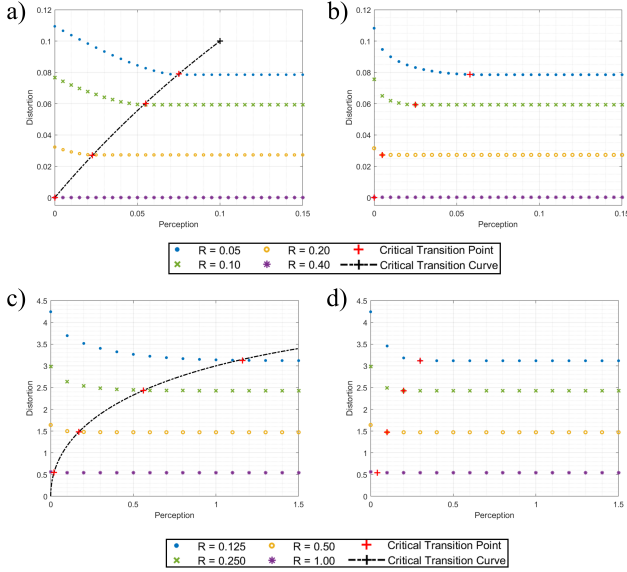 a)
b)
0.12
0.1
0.08
0.06
0.04
0.02
0
Distortion
0
0.05
0.1
0.15
Perception
0.12
0.1
0.08
0.06
0.04
0.02
0
Distortion
0
0.05
0.1
0.15
Perception
R = 0.05
R = 0.20
Critical Transition Point
R = 0.10
R = 0.40
Critical Transition Curve
c)
d)
4.5
4
3.5
3
2.5
2
1.5
1
0.5
0
Distortion
0
0.5
1
1.5
Perception
4.5
4
3.5
3
2.5
2
1.5
1
0.5
0
Distortion
0
0.5
1
1.5
Perception
R = 0.125
R = 0.50
Critical Transition Point
R = 0.250
R = 1.00
Critical Transition Curve